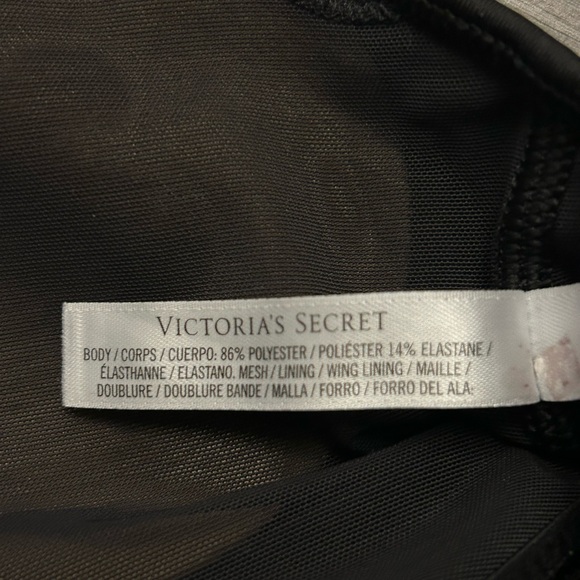 VICTORIA'S SECRET
BODY / CORPS / CUERPO: 86% POLYESTER / POLIÉSTER 14% ELASTANE /
ÉLASTHANNE / ELASTANO. MESH / LINING / WING LINING / MAILLE /
DOUBLURE / DOUBLURE BANDE / MALLA / FORRO / FORRO DEL ALA: